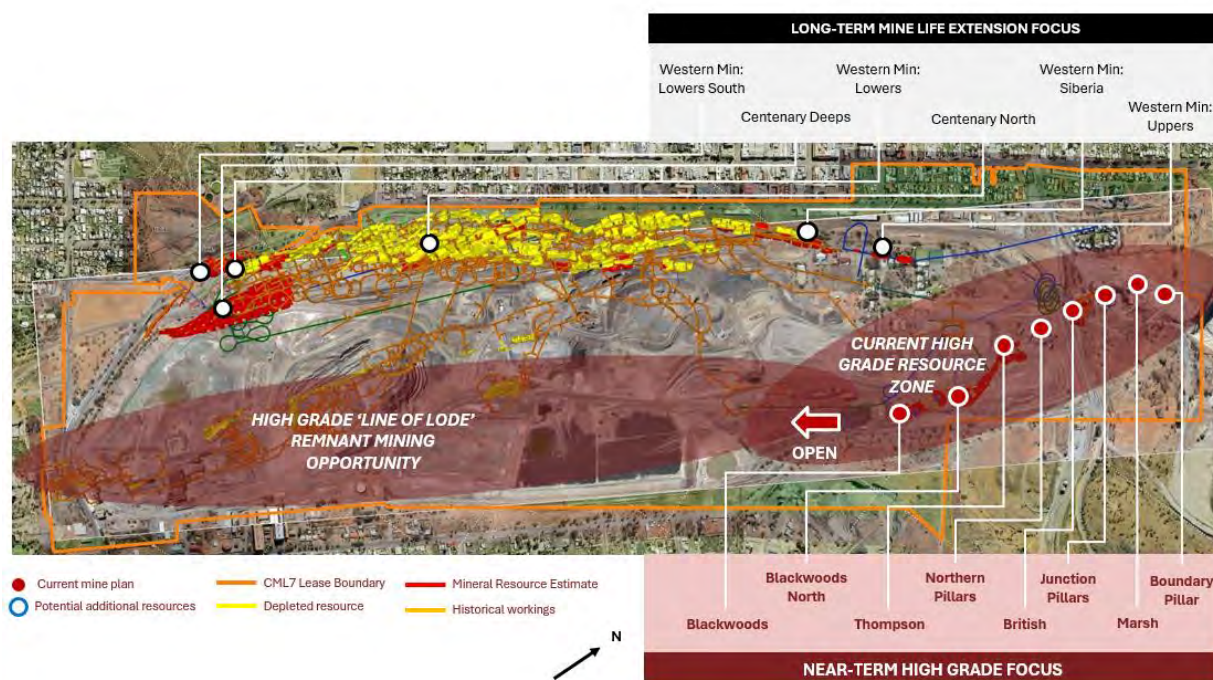 LONG-TERM MINE LIFE EXTENSION FOCUS
Western Min:
Lowers South
Western Min:
Lowers
Western Min:
Siberia
Centenary Deeps
Centenary North
Western Min:
Uppers
CURRENT HIGH
GRADE RESOURCE
ZONE
HIGH GRADE ‘LINE OF LODE’
REMNANT MINING
OPPORTUNITY
OPEN
Current mine plan
CML7 Lease Boundary
Mineral Resource Estimate
Potential additional resources
Depleted resource
Historical workings
N
Blackwoods
North
Northern
Pillars
Junction
Pillars
Boundary
Pillar
Blackwoods
Thompson
British
Marsh
NEAR-TERM HIGH GRADE FOCUS